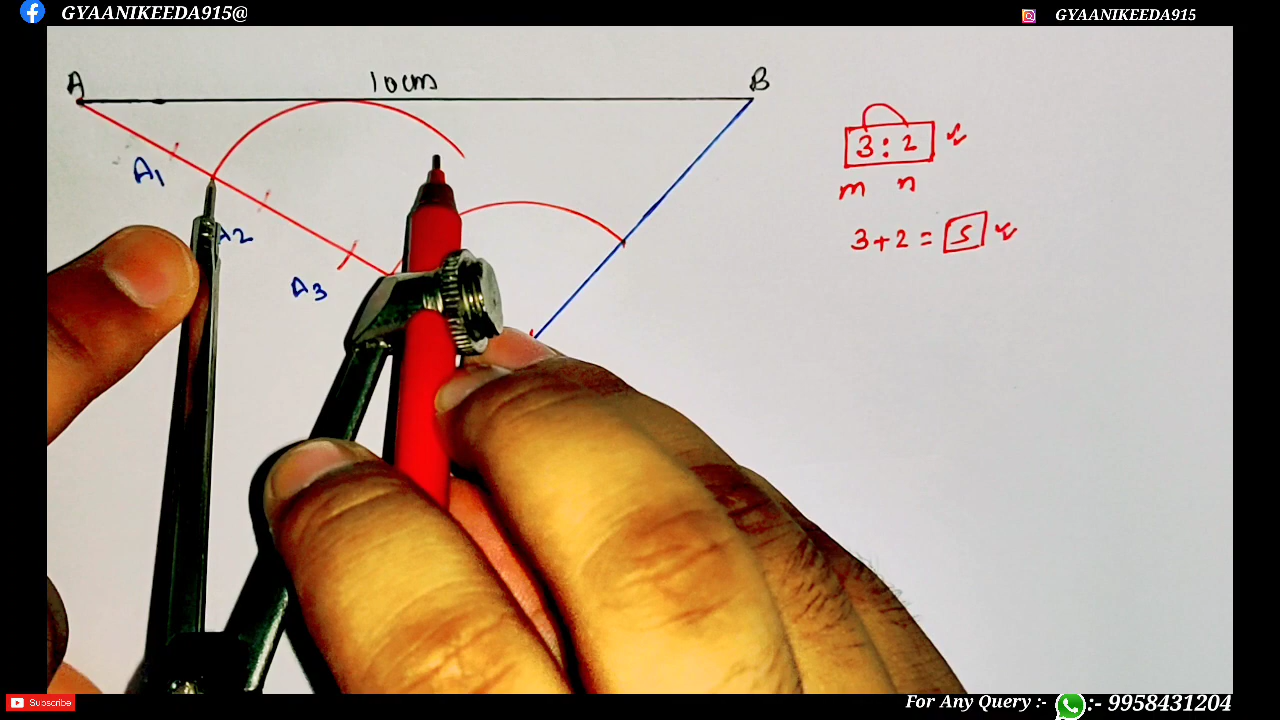 GYAANIKEEDA915@
GYAANIKEEDA915
A
10cm
B
3:2
m n
3+2=5
A1
A2
A3
Subscribe
For Any Query :- :- 9958431204